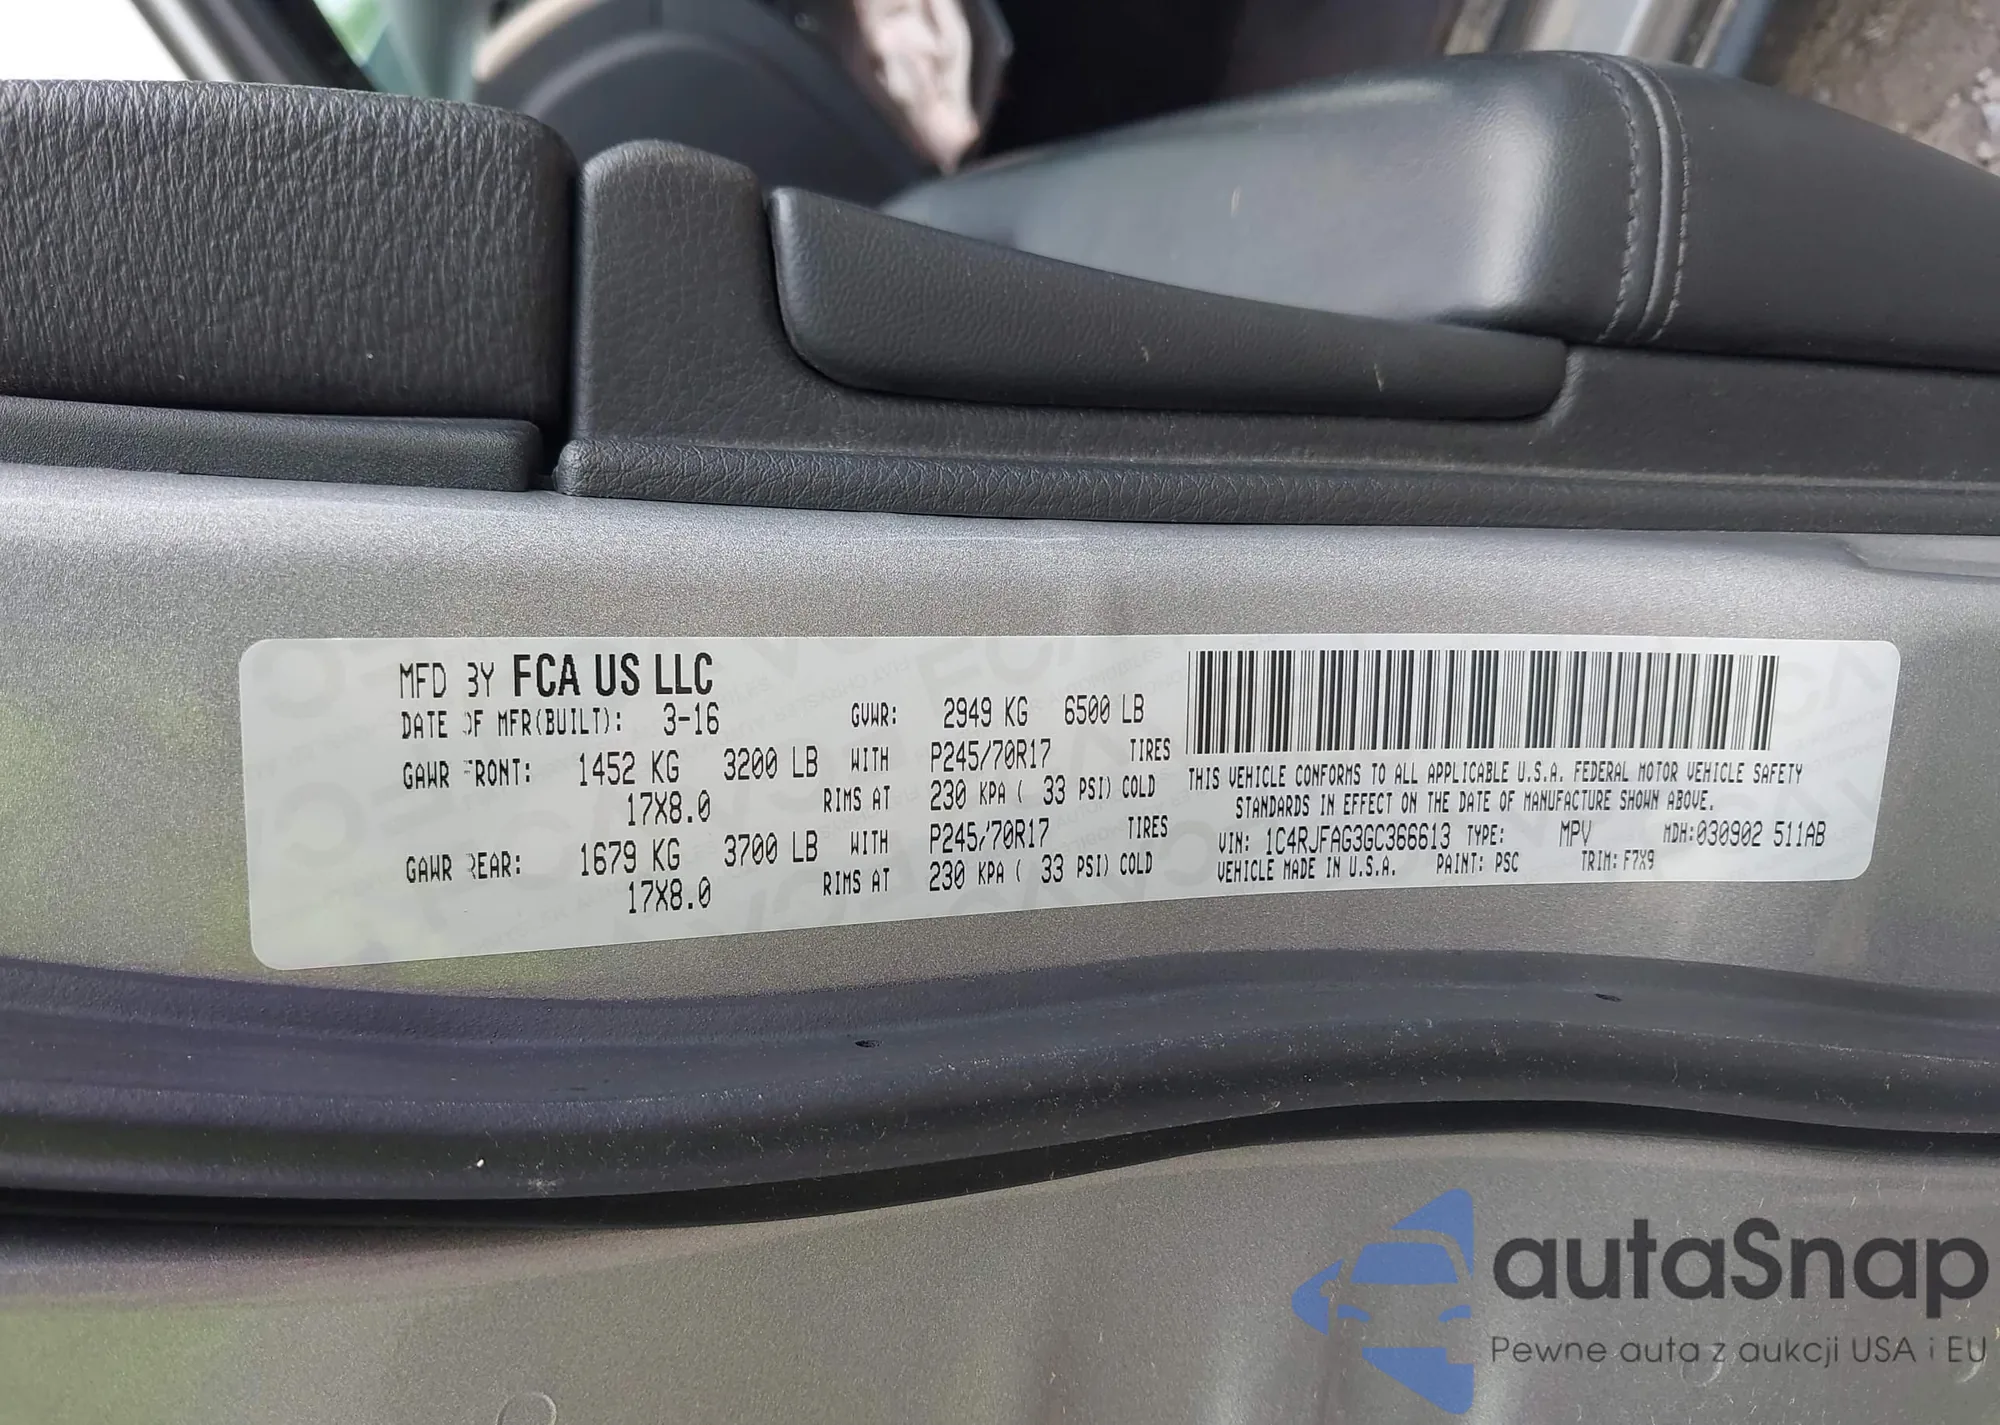 MFD BY FCA US LLC
DATE OF MFR(BUILT): 3-16 GVWR: 2949 KG 6500 LB
GAWR FRONT: 1452 KG 3200 LB WITH P245/70R17 TIRES
17X8.0 RIMS AT 230 KPA ( 33 PSI) COLD
GAWR REAR: 1679 KG 3700 LB WITH P245/70R17 TIRES
17X8.0 RIMS AT 230 KPA ( 33 PSI) COLD
THIS VEHICLE CONFORMS TO ALL APPLICABLE U.S.A. FEDERAL MOTOR VEHICLE SAFETY
STANDARDS IN EFFECT ON THE DATE OF MANUFACTURE SHOWN ABOVE.
VIN: 1C4RJFAG3GC366613 TYPE: MPV MDH:030902 511AB
VEHICLE MADE IN U.S.A. PAINT: PSC TRIM: F7X9
autaSnap
Pewne auta z aukcji USA i EU